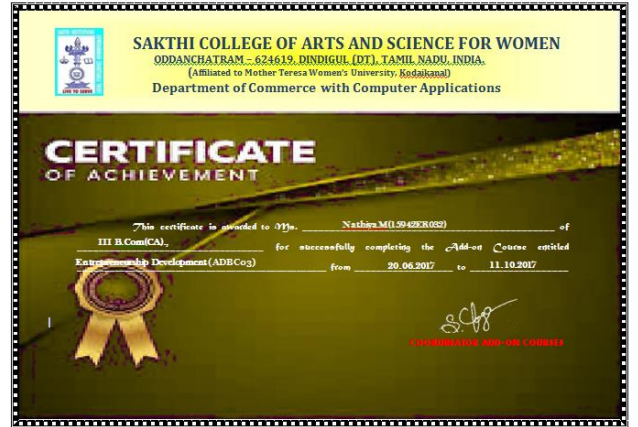 SAKTHI COLLEGE OF ARTS AND SCIENCE FOR WOMEN
ODDANCHATRAM – 624619, DINDIGUL (DT), TAMIL NADU, INDIA.
(Affiliated to Mother Teresa Women's University, Kodaikanal)
Department of Commerce with Computer Applications
LIVE TO SERVE
CERTIFICATE
OF ACHIEVEMENT
This certificate is awarded to Ms. Nathiya.M(15942ER032) of
III B.Com(CA)., for successfully completing the Add-on Course entitled
Entrepreneurship Development (ADBC03) from 20.06.2017 to 11.10.2017
COORDINATOR ADD-ON COURSES